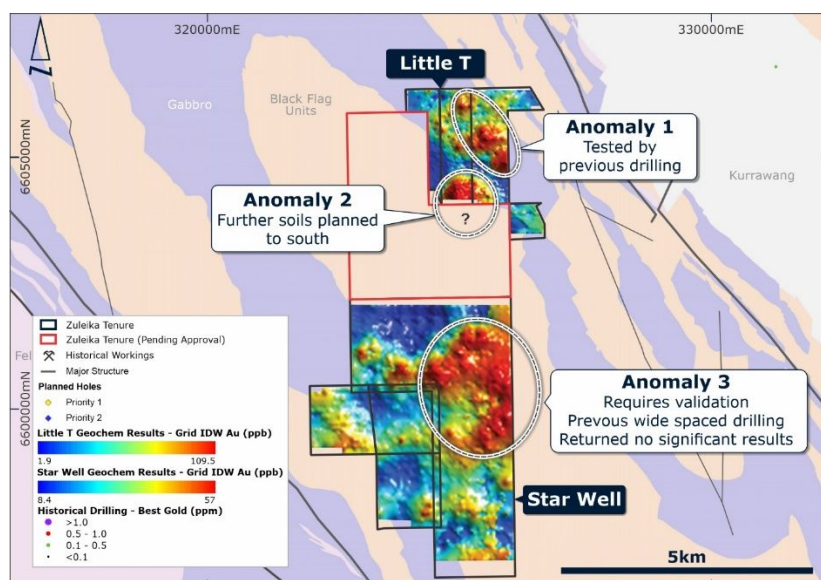 320000mE
330000mE
Little T
Gabbro
Black Flag
Units
Anomaly 1
Tested by
previous drilling
6605000mN
Kurrawang
Anomaly 2
Further soils planned
to south
?
Zuleika Tenure
Zuleika Tenure (Pending Approval)
Historical Workings
Major Structure
Planned Holes
Priority 1
Priority 2
Little T Geochem Results - Grid IDW Au (ppb)
1.9 109.5
Star Well Geochem Results - Grid IDW Au (ppb)
8.4 57
Historical Drilling - Best Gold (ppm)
>1.0
0.5 - 1.0
0.1 - 0.5
<0.1
Fel
6600000mN
Anomaly 3
Requires validation
Prevous wide spaced drilling
Returned no significant results
Star Well
5km